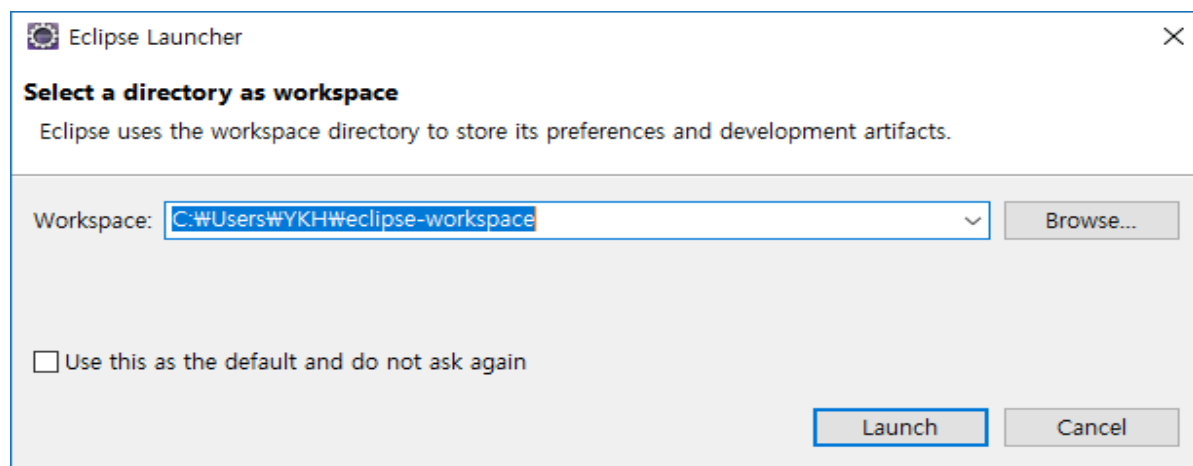 Eclipse Launcher
Select a directory as workspace
Eclipse uses the workspace directory to store its preferences and development artifacts.
Workspace: C:₩Users₩YKH₩eclipse-workspace Browse...
Use this as the default and do not ask again
Launch Cancel